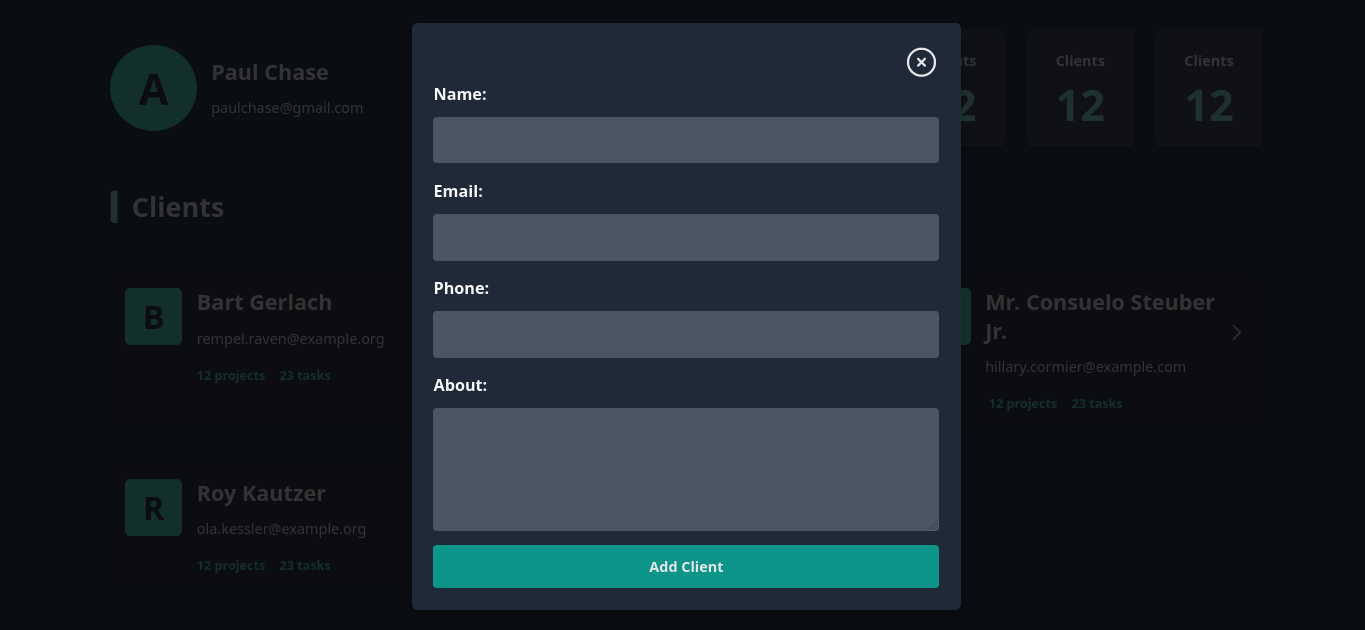 A
Paul Chase
paulchase@gmail.com
Clients
12
Clients
12
Clients
B
Bart Gerlach
rempel.raven@example.org
12 projects 23 tasks
R
Roy Kautzer
ola.kessler@example.org
12 projects 23 tasks
Mr. Consuelo Steuber
Jr.
hillary.cormier@example.com
12 projects 23 tasks
Name:
Email:
Phone:
About:
Add Client